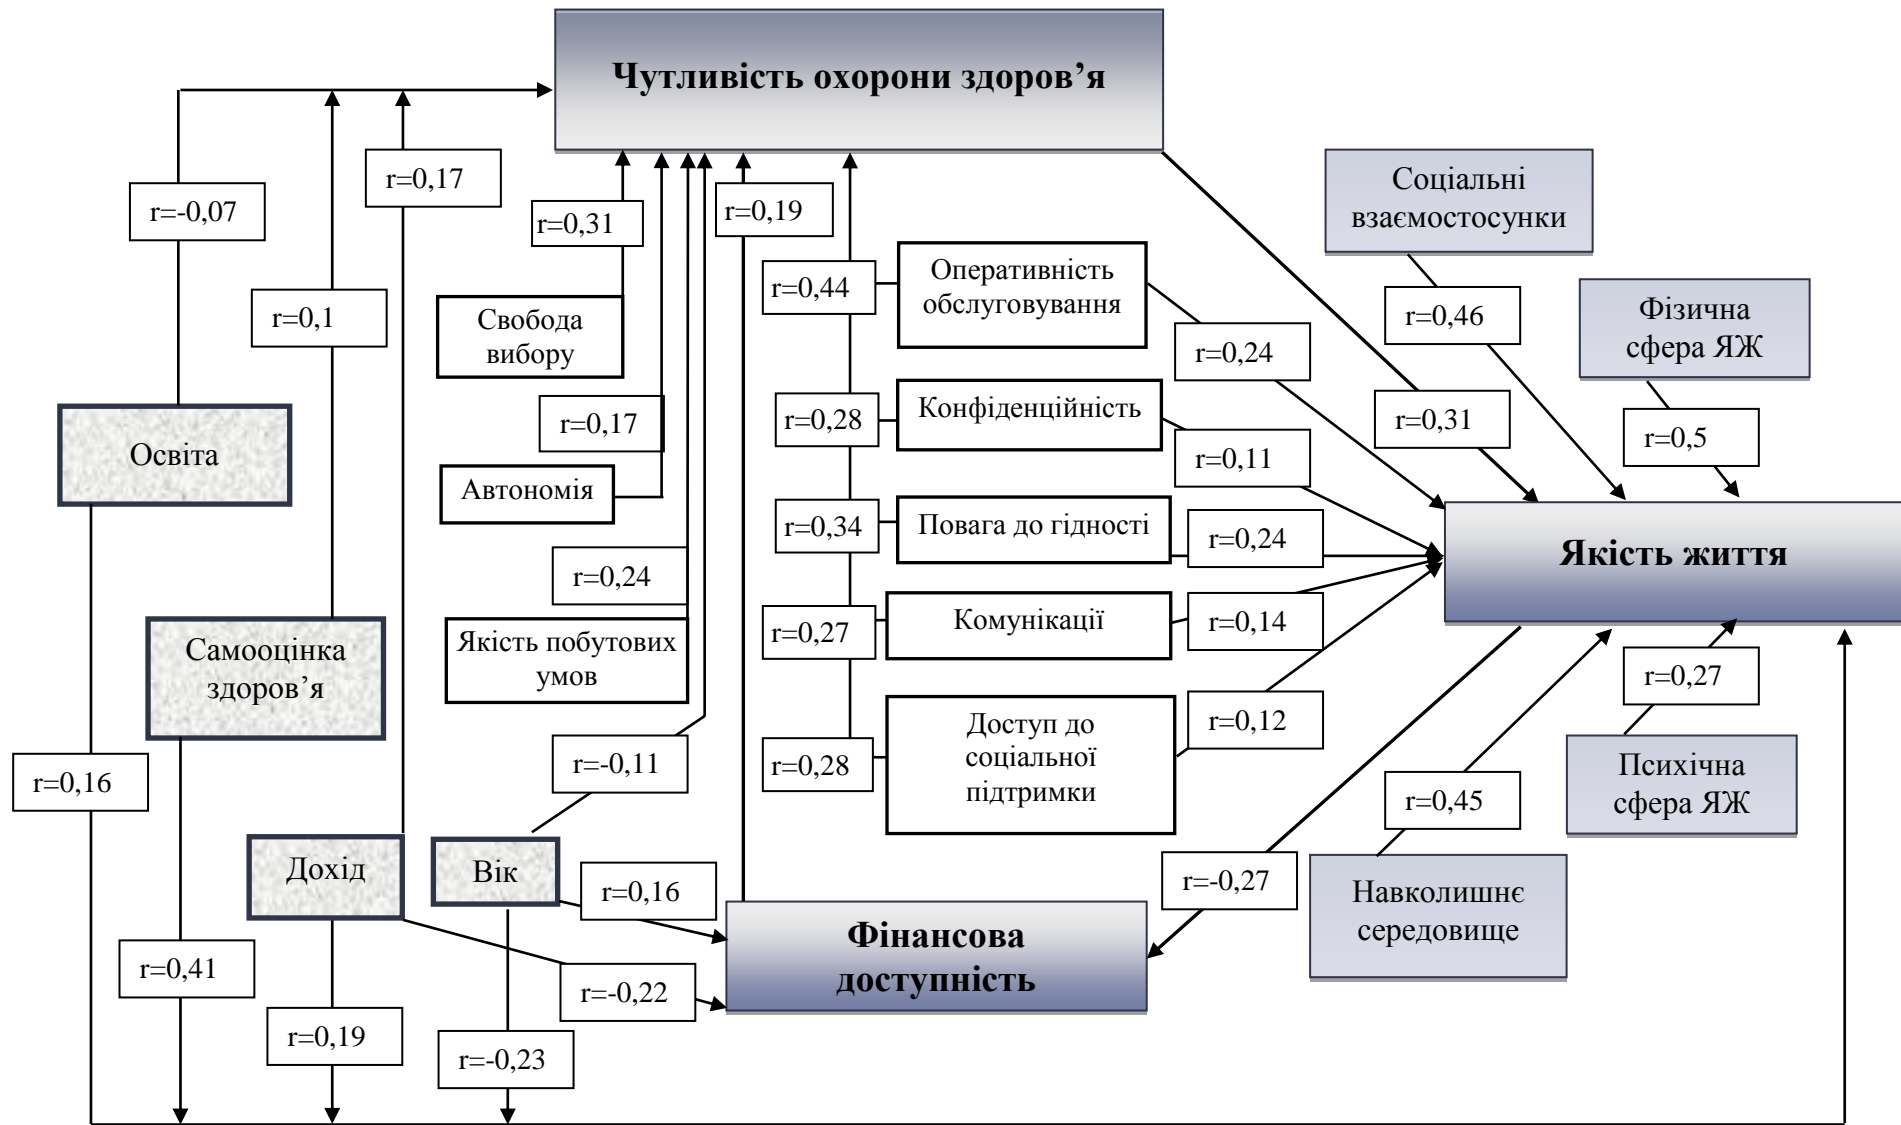 Чутливість охорони здоров’я
r=0,17
r=-0,07
r=0,31
r=0,19
Соціальні
взаємостосунки
r=0,44
Оперативність
обслуговування
r=0,1
Свобода
вибору
r=0,24
r=0,46
Фізична
сфера ЯЖ
r=0,17
r=0,28
Конфіденційність
r=0,11
r=0,31
r=0,5
Освіта
Автономія
r=0,34
Повага до гідності
r=0,24
Якість життя
r=0,24
r=0,27
Комунікації
r=0,14
Самооцінка
здоров’я
Якість побутових
умов
r=0,27
r=0,28
Доступ до
соціальної
підтримки
r=0,12
r=0,16
r=-0,11
r=0,45
Психічна
сфера ЯЖ
Дохід
Вік
r=0,16
r=-0,27
Навколишнє
середовище
Фінансова
доступність
r=0,41
r=-0,22
r=0,19
r=-0,23